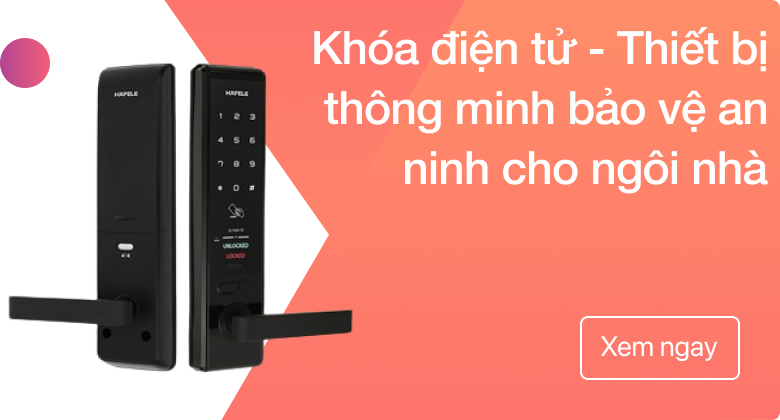 Khóa điện tử - Thiết bị
thông minh bảo vệ an
ninh cho ngôi nhà
HAFELE
HAFELE
1 2 3
4 5 6
7 8 9
* 0 #
UNLOCKED
LOCKED
Xem ngay